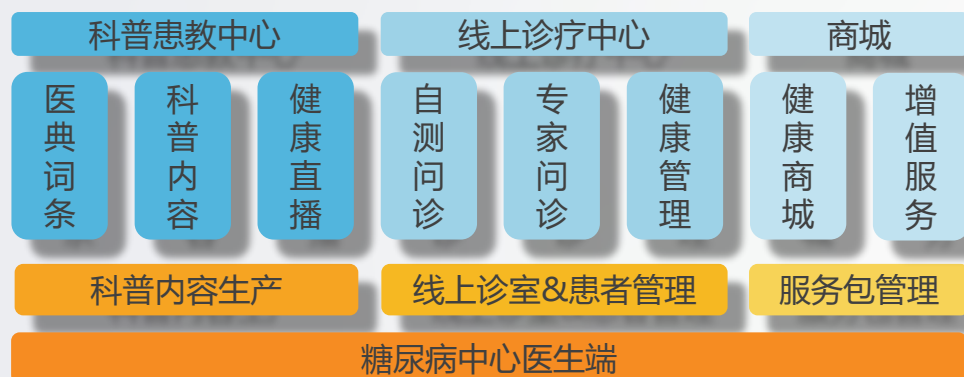 科普患教中心
线上诊疗中心
商城
医典词条
科普内容
健康直播
自测问诊
专家问诊
健康管理
健康商城
增值服务
科普内容生产
线上诊室&患者管理
服务包管理
糖尿病中心医生端